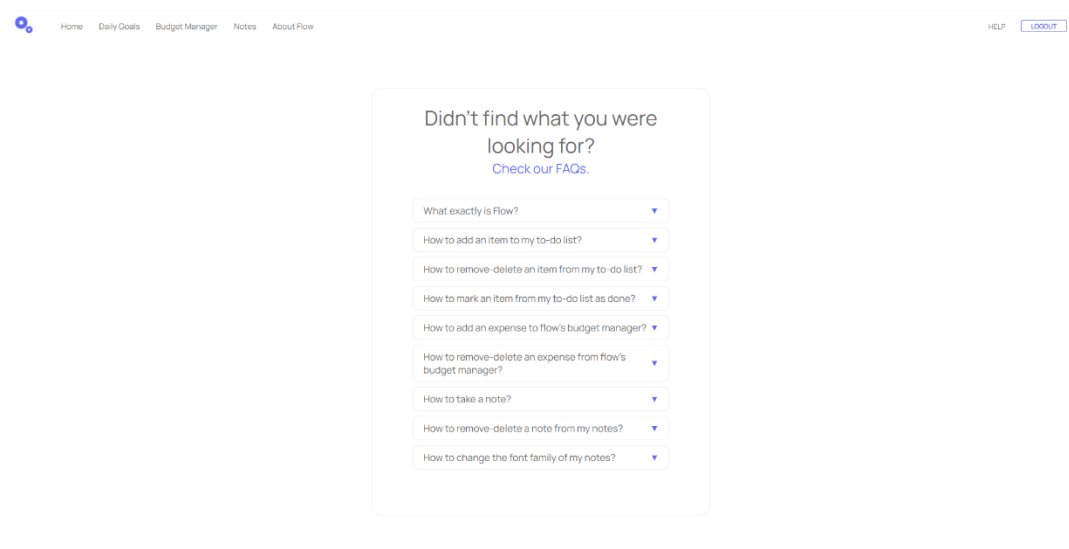 Home Daily Goals Budget Manager Notes About Flow HELP LOGOUT
Didn't find what you were
looking for?
Check our FAQs.
What exactly is Flow?
How to add an item to my to-do list?
How to remove-delete an item from my to-do list?
How to mark an item from my to-do list as done?
How to add an expense to flow's budget manager?
How to remove-delete an expense from flow's
budget manager?
How to take a note?
How to remove-delete a note from my notes?
How to change the font family of my notes?